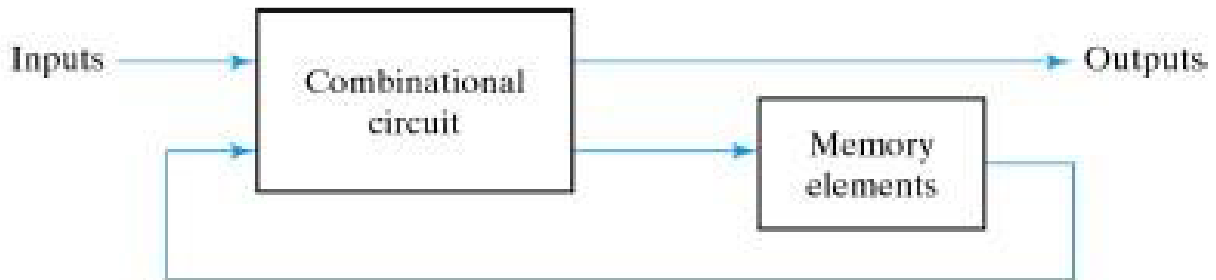 Inputs
Combinational
circuit
Outputs
Memory
elements